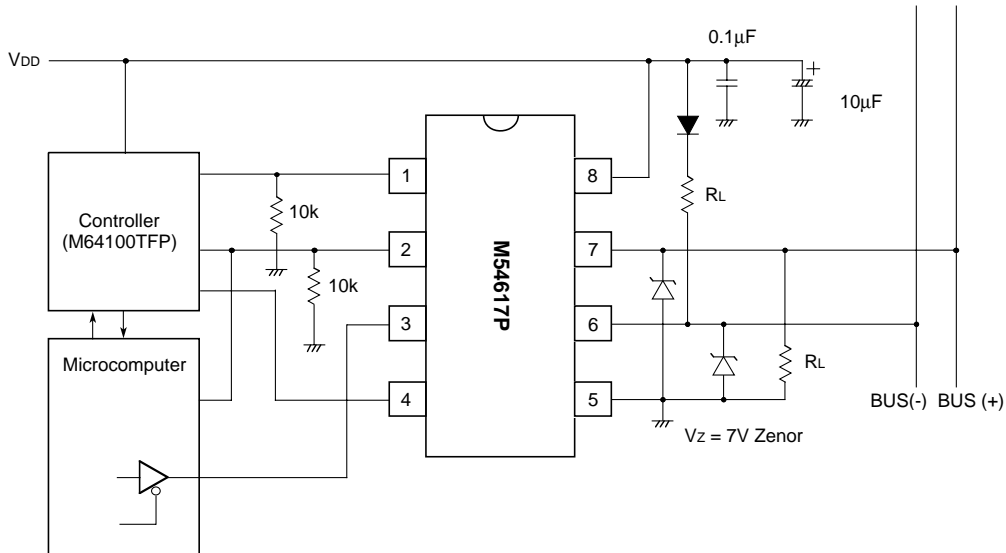 VDD
0.1μF
+
10μF
Controller
(M64100TFP)
10k
10k
Microcomputer
M54617P
1
2
3
4
8
7
6
5
RL
RL
VZ = 7V Zenor
BUS(-) BUS (+)